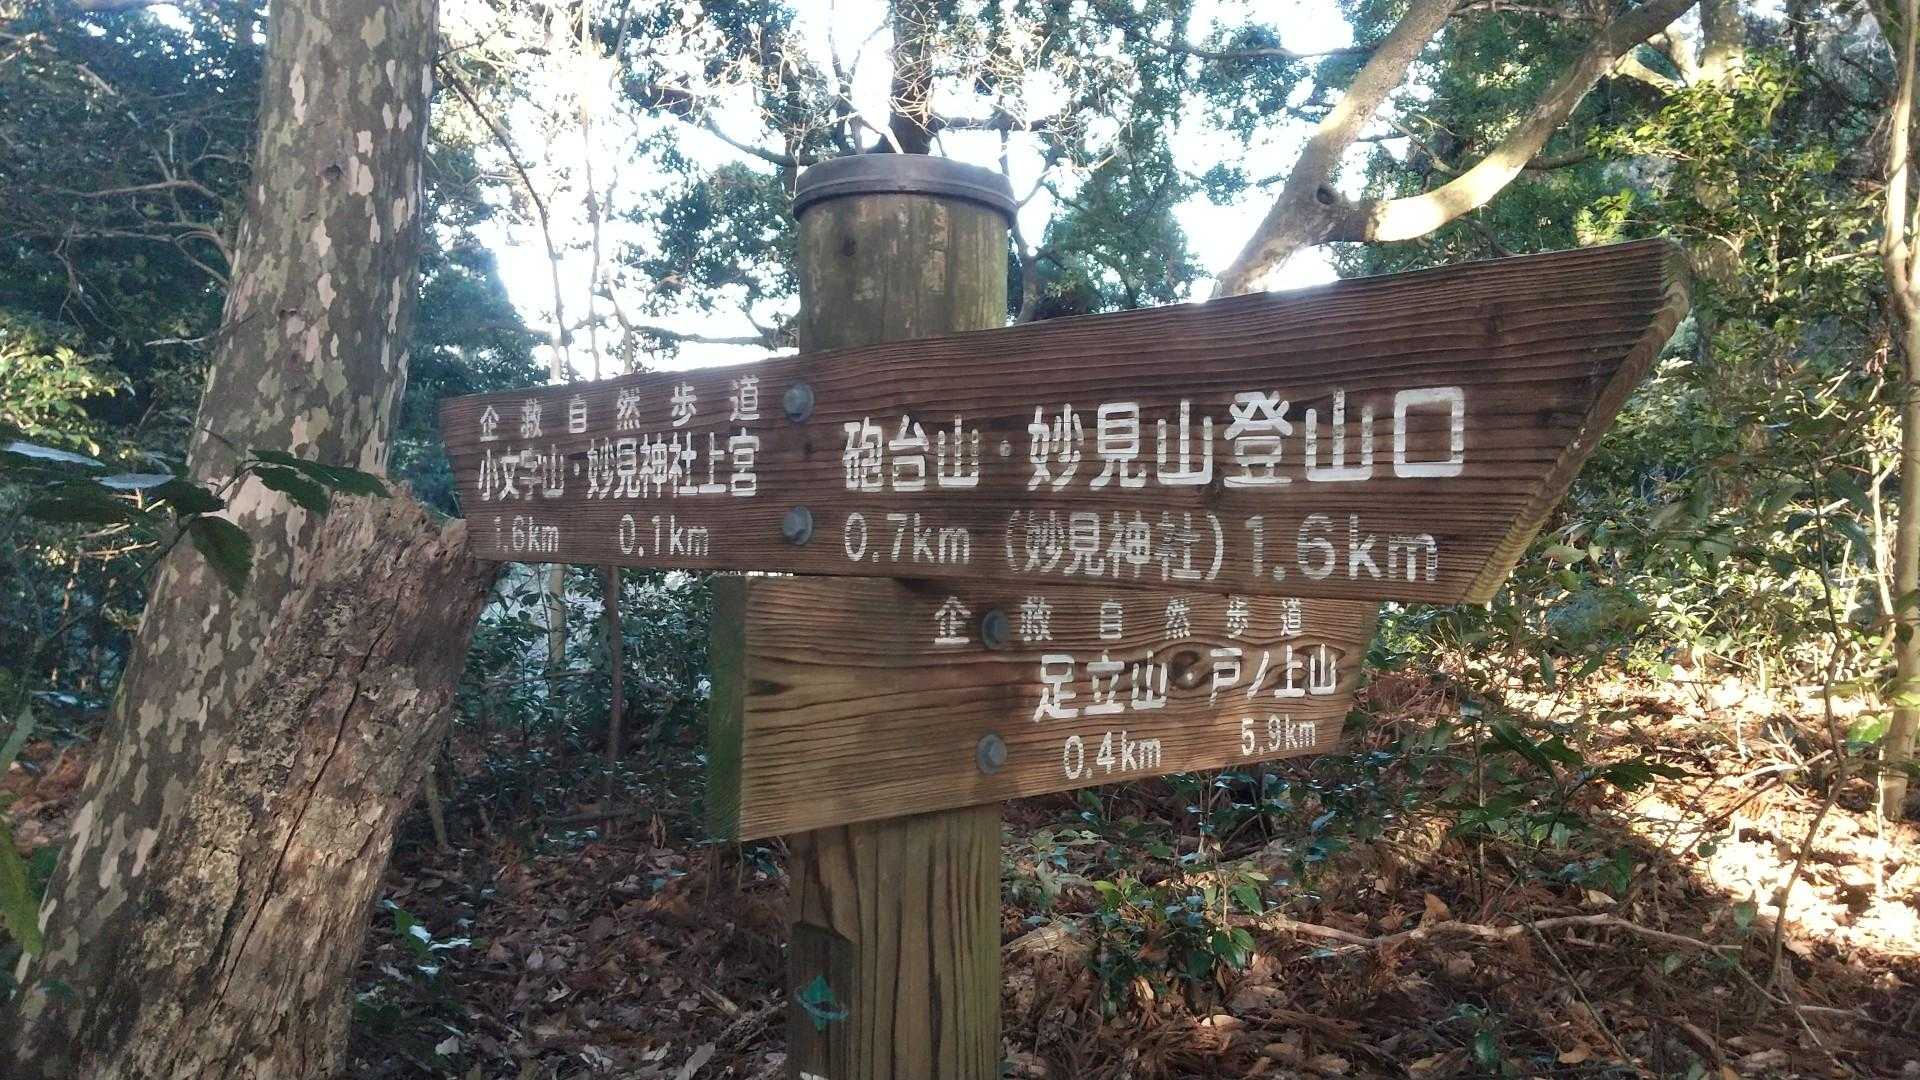 企救自然歩道
小文字山・妙見神社上宮
1.6km 0.1km
砲台山・妙見山登山口
0.7km (妙見神社) 1.6km
企救自然歩道
足立山・戸ノ上山
0.4km 5.9km